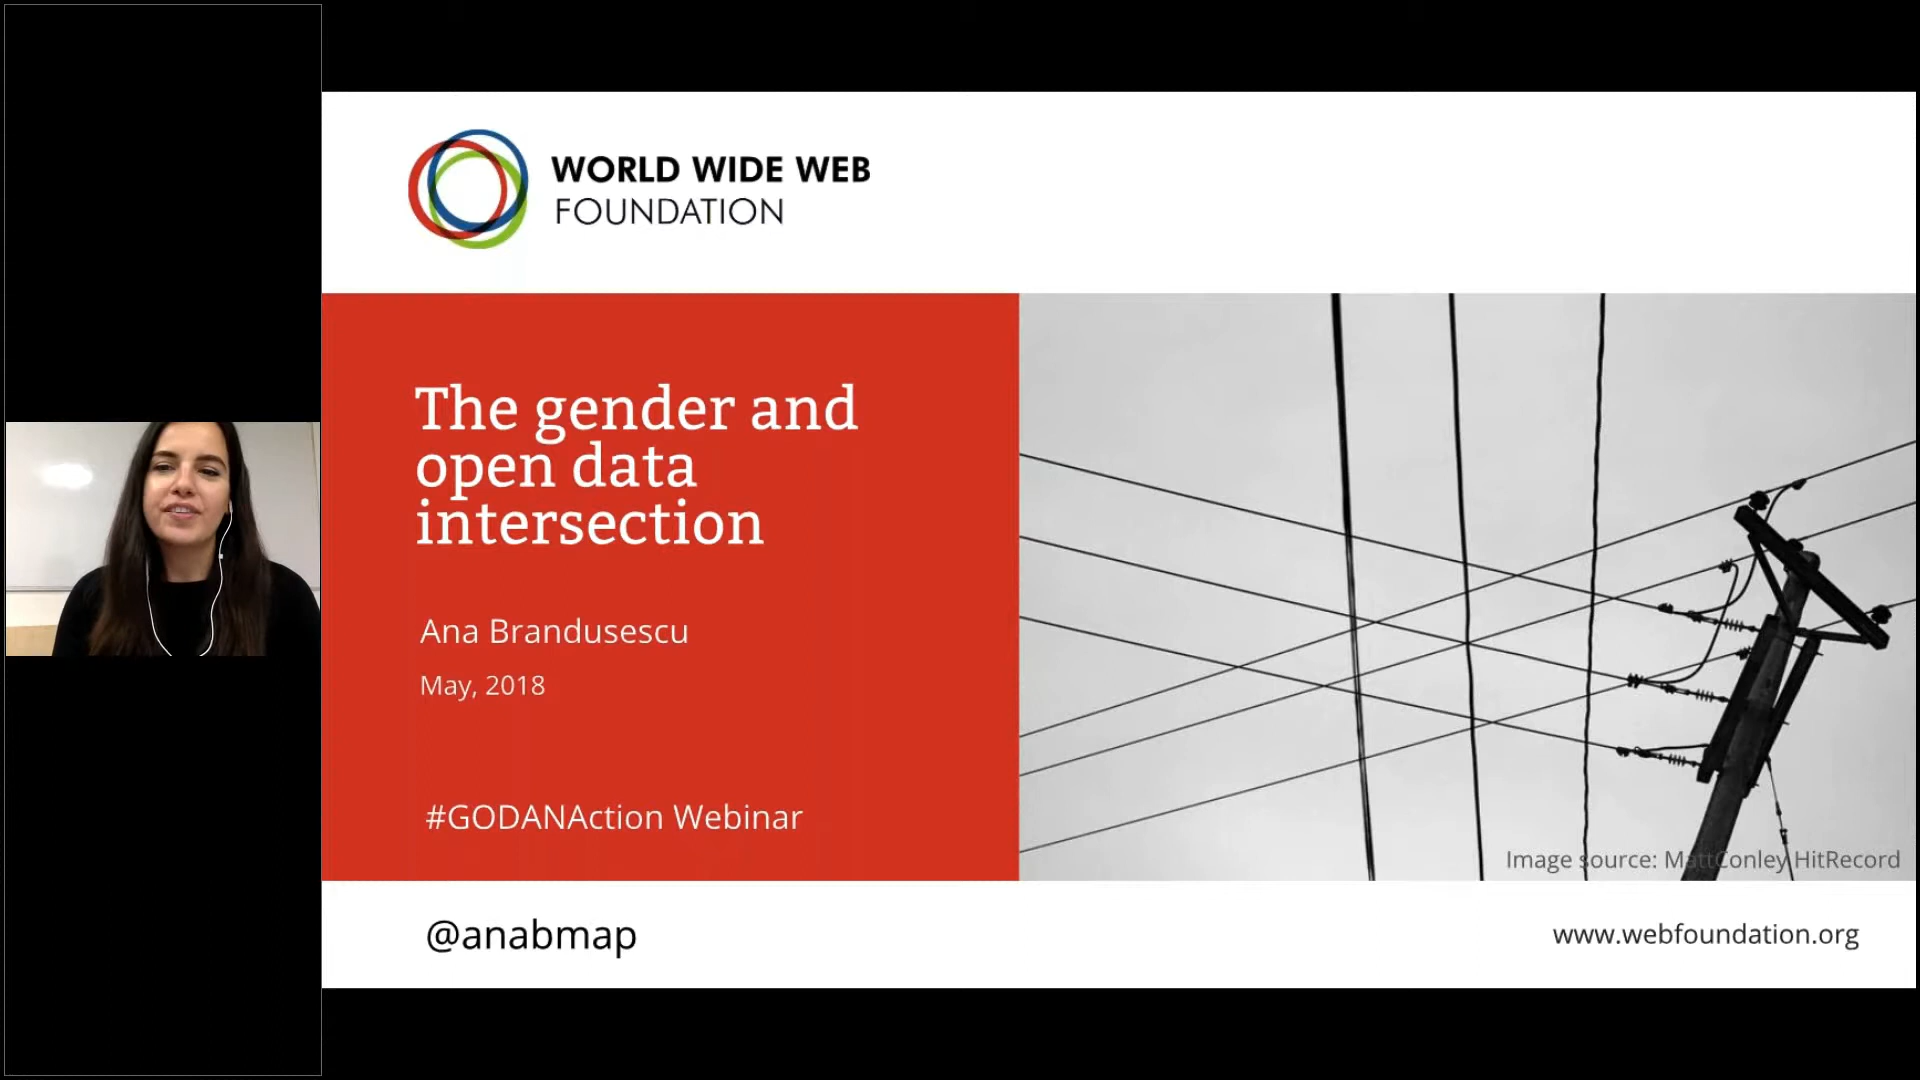 WORLD WIDE WEB
FOUNDATION
The gender and
open data
intersection
Ana Brandusescu
May, 2018
#GODANAction Webinar
Image source: MattConley HitRecord
@anabmap
www.webfoundation.org